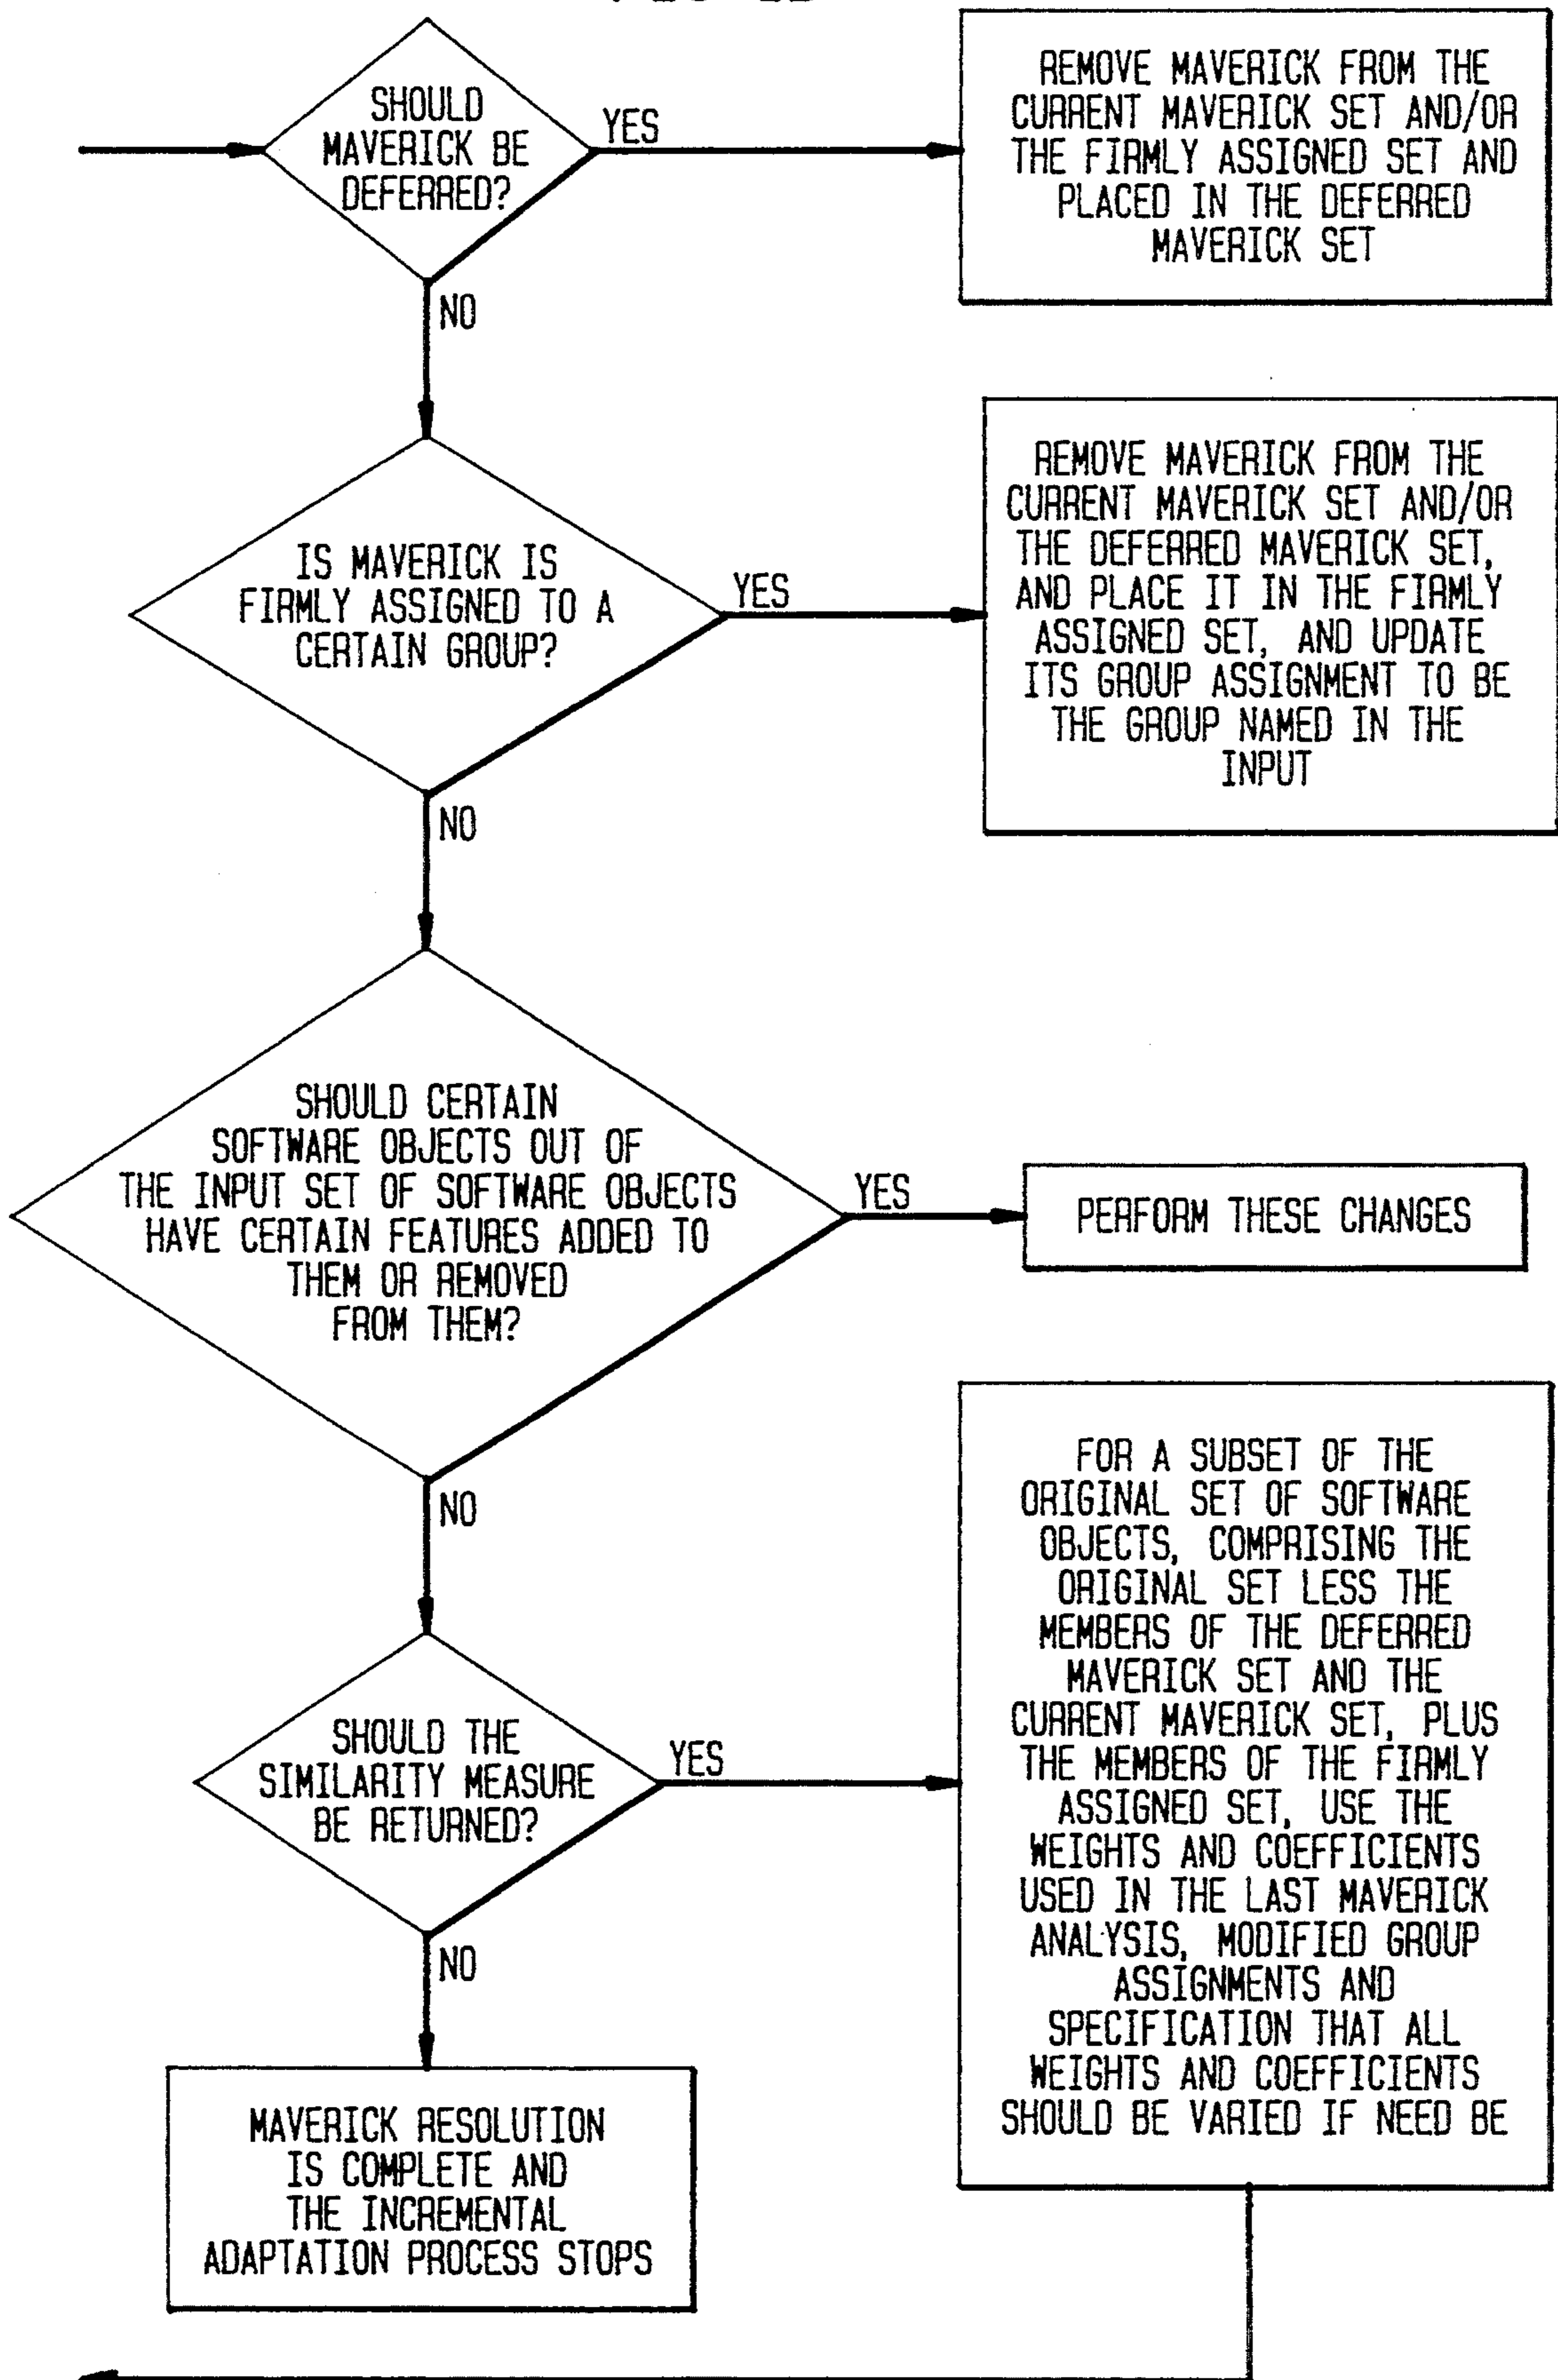 SHOULD
MAVERICK BE
DEFERRED?
YES
REMOVE MAVERICK FROM THE
CURRENT MAVERICK SET AND/OR
THE FIRMLY ASSIGNED SET AND
PLACED IN THE DEFERRED
MAVERICK SET
NO
IS MAVERICK IS
FIRMLY ASSIGNED TO A
CERTAIN GROUP?
YES
REMOVE MAVERICK FROM THE
CURRENT MAVERICK SET AND/OR
THE DEFERRED MAVERICK SET,
AND PLACE IT IN THE FIRMLY
ASSIGNED SET, AND UPDATE
ITS GROUP ASSIGNMENT TO BE
THE GROUP NAMED IN THE
INPUT
NO
SHOULD CERTAIN
SOFTWARE OBJECTS OUT OF
THE INPUT SET OF SOFTWARE OBJECTS
HAVE CERTAIN FEATURES ADDED TO
THEM OR REMOVED
FROM THEM?
YES
PERFORM THESE CHANGES
NO
SHOULD THE
SIMILARITY MEASURE
BE RETURNED?
YES
FOR A SUBSET OF THE
ORIGINAL SET OF SOFTWARE
OBJECTS, COMPRISING THE
ORIGINAL SET LESS THE
MEMBERS OF THE DEFERRED
MAVERICK SET AND THE
CURRENT MAVERICK SET, PLUS
THE MEMBERS OF THE FIRMLY
ASSIGNED SET, USE THE
WEIGHTS AND COEFFICIENTS
USED IN THE LAST MAVERICK
ANALYSIS, MODIFIED GROUP
ASSIGNMENTS AND
SPECIFICATION THAT ALL
WEIGHTS AND COEFFICIENTS
SHOULD BE VARIED IF NEED BE
NO
MAVERICK RESOLUTION
IS COMPLETE AND
THE INCREMENTAL
ADAPTATION PROCESS STOPS